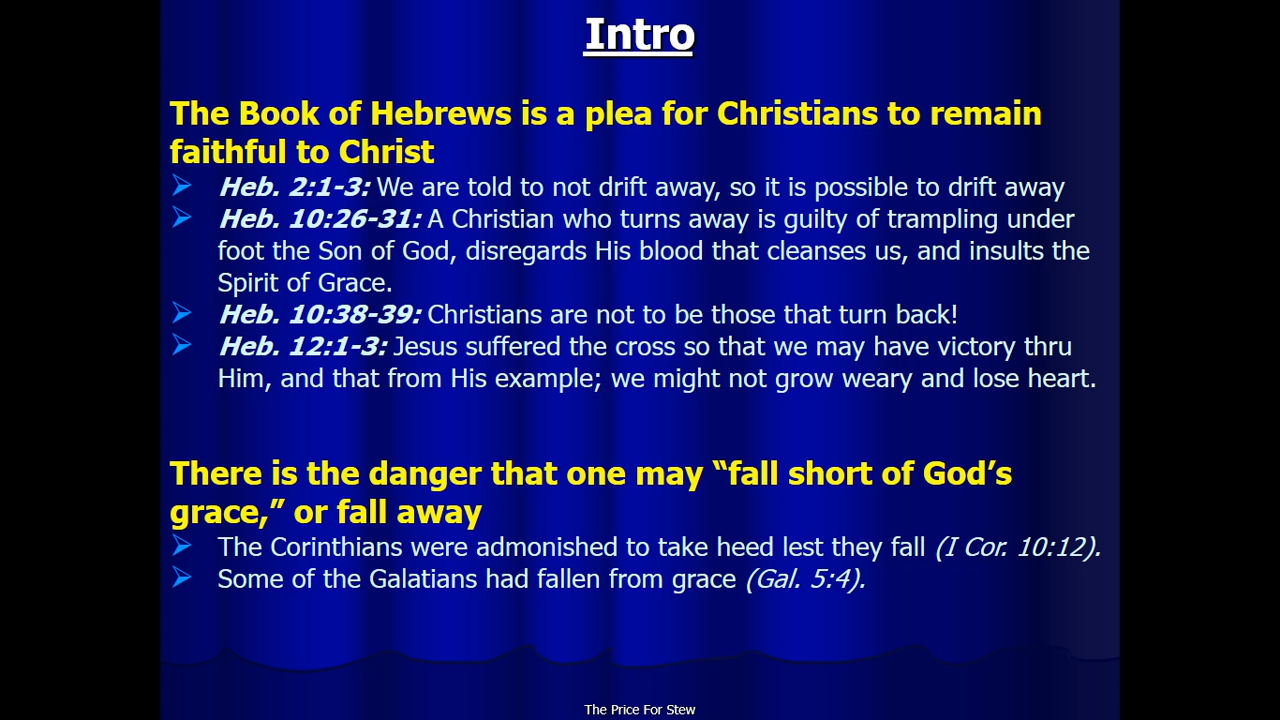 Intro
The Book of Hebrews is a plea for Christians to remain
faithful to Christ
➢ Heb. 2:1-3: We are told to not drift away, so it is possible to drift away
➢ Heb. 10:26-31: A Christian who turns away is guilty of trampling under
foot the Son of God, disregards His blood that cleanses us, and insults the
Spirit of Grace.
➢ Heb. 10:38-39: Christians are not to be those that turn back!
➢ Heb. 12:1-3: Jesus suffered the cross so that we may have victory thru
Him, and that from His example; we might not grow weary and lose heart.
There is the danger that one may “fall short of God’s
grace,” or fall away
➢ The Corinthians were admonished to take heed lest they fall (I Cor. 10:12).
➢ Some of the Galatians had fallen from grace (Gal. 5:4).
The Price For Stew